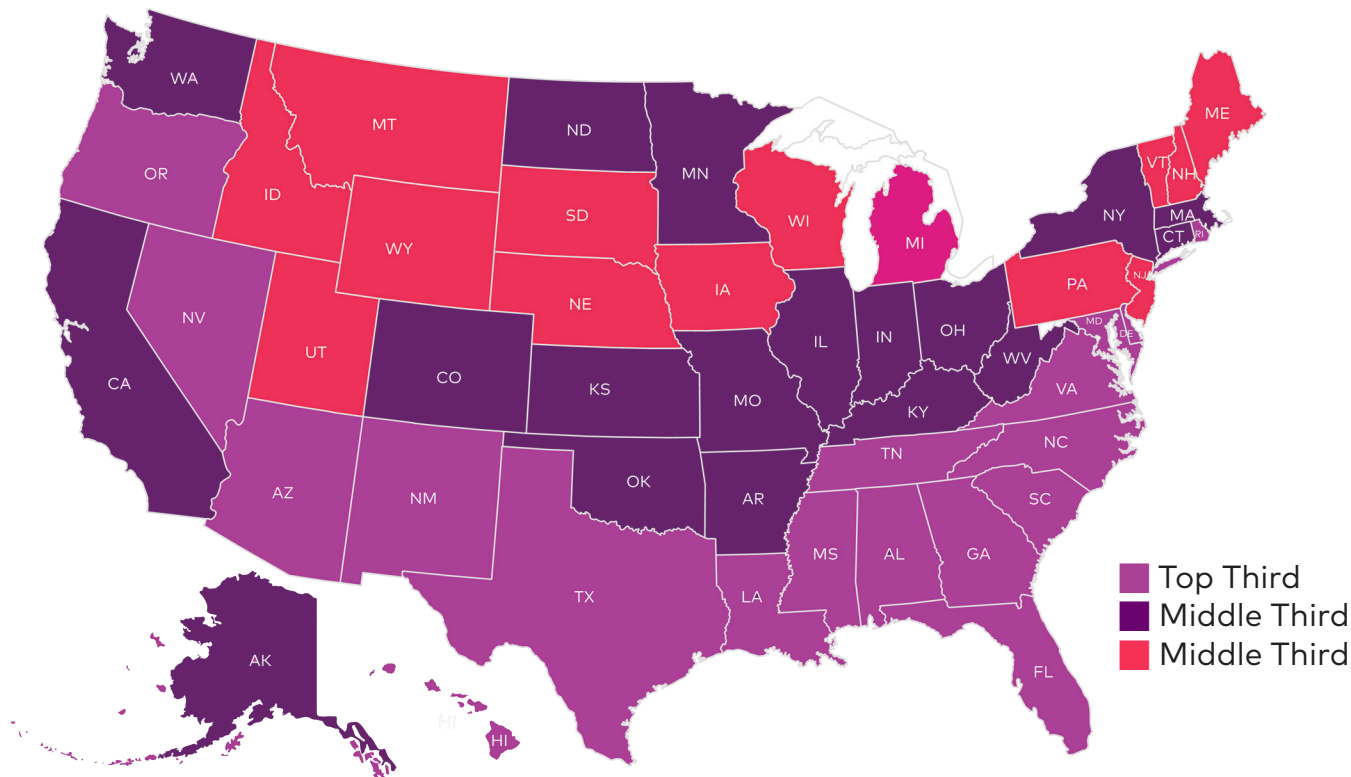 WA
MT
ND
MN
ME
VT
NH
OR
ID
SD
WI
MI
NY
MA
CT
RI
WY
NE
IA
PA
NJ
NV
UT
CO
KS
MO
IL
IN
OH
WV
MD
DE
VA
CA
KY
NC
TN
AZ
NM
OK
AR
SC
MS
AL
GA
TX
LA
FL
AK
HI
HI
Top Third
Middle Third
Middle Third